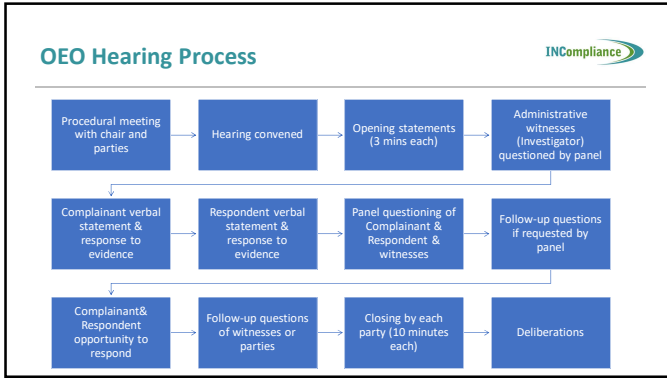 OEO Hearing Process
INCompliance
Procedural meeting
with chair and
parties
Hearing convened
Opening statements
(3 mins each)
Administrative
witnesses
(Investigator)
questioned by panel
Complainant verbal
statement &
response to
evidence
Respondent verbal
statement &
response to
evidence
Panel questioning of
Complainant &
Respondent &
witnesses
Follow-up questions
if requested by
panel
Complainant&
Respondent
opportunity to
respond
Follow-up questions
of witnesses or
parties
Closing by each
party (10 minutes
each)
Deliberations